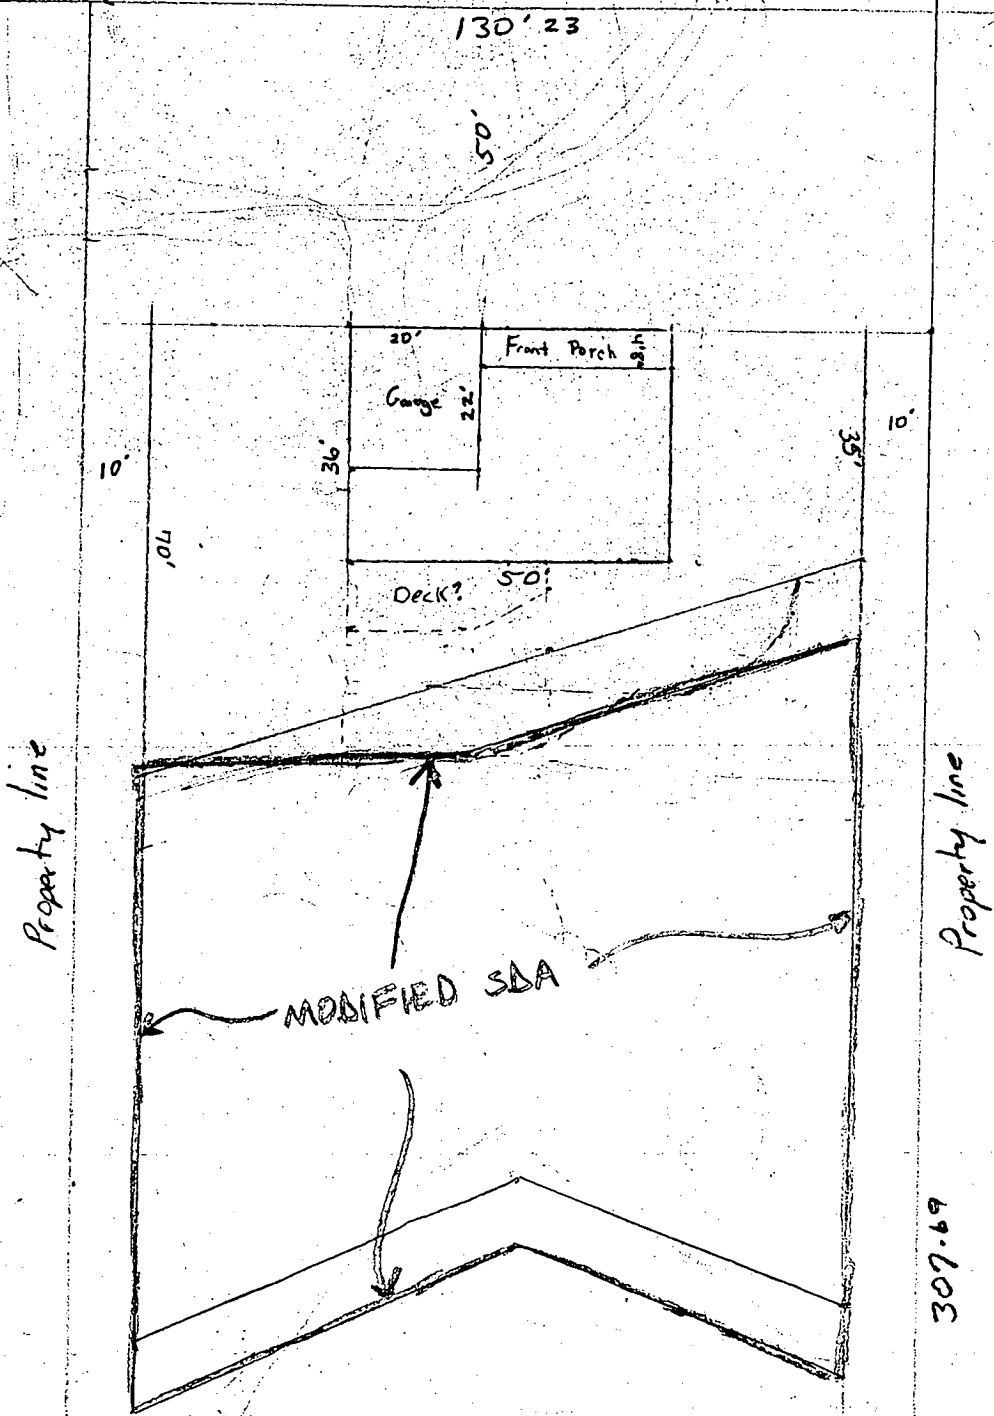 130' 23
50'
20'
Front Porch
Garage
22'
36'
10'
35'
10'
70'
50'
Deck?
Property line
Property line
MODIFIED SDA
307.69